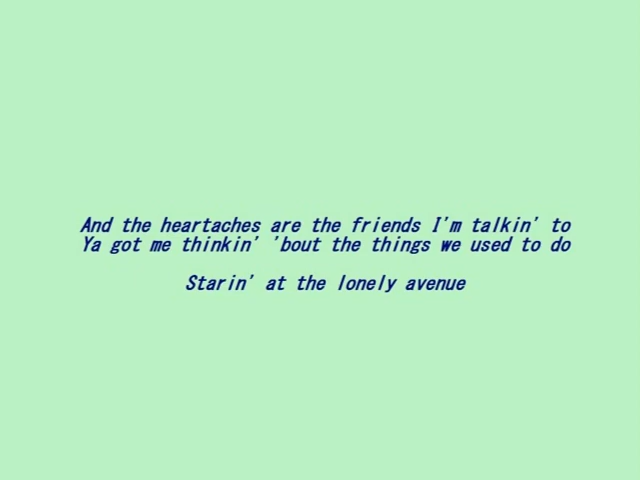 And the heartaches are the friends I'm talkin' to
Ya got me thinkin' 'bout the things we used to do
Starin' at the lonely avenue